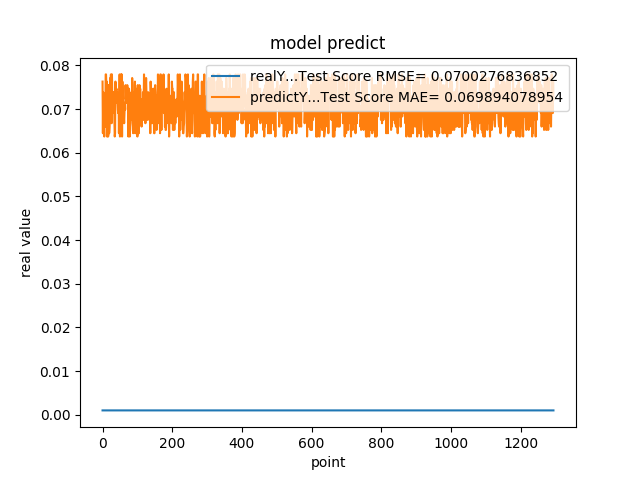 model predict
realY...Test Score RMSE= 0.0700276836852
predictY...Test Score MAE= 0.069894078954
0.08
0.07
0.06
0.05
0.04
0.03
0.02
0.01
0.00
real value
0 200 400 600 800 1000 1200
point